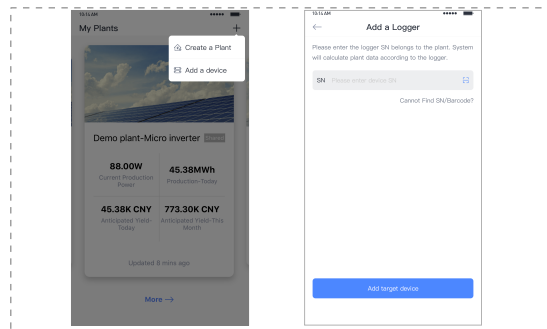 10:14 AM
My Plants
Create a Plant
Add a device
Demo plant-Micro inverter
88.00W
Current Production
Power
45.38MWh
Production-Today
45.38K CNY
Anticipated Yield-
Today
773.30K CNY
Anticipated Yield-This
Month
Updated 8 mins ago
More
10:14 AM
Add a Logger
Please enter the logger SN belongs to the plant. System
will calculate plant data according to the logger.
SN Please enter device SN
Cannot Find SN/Barcode?
Add target device